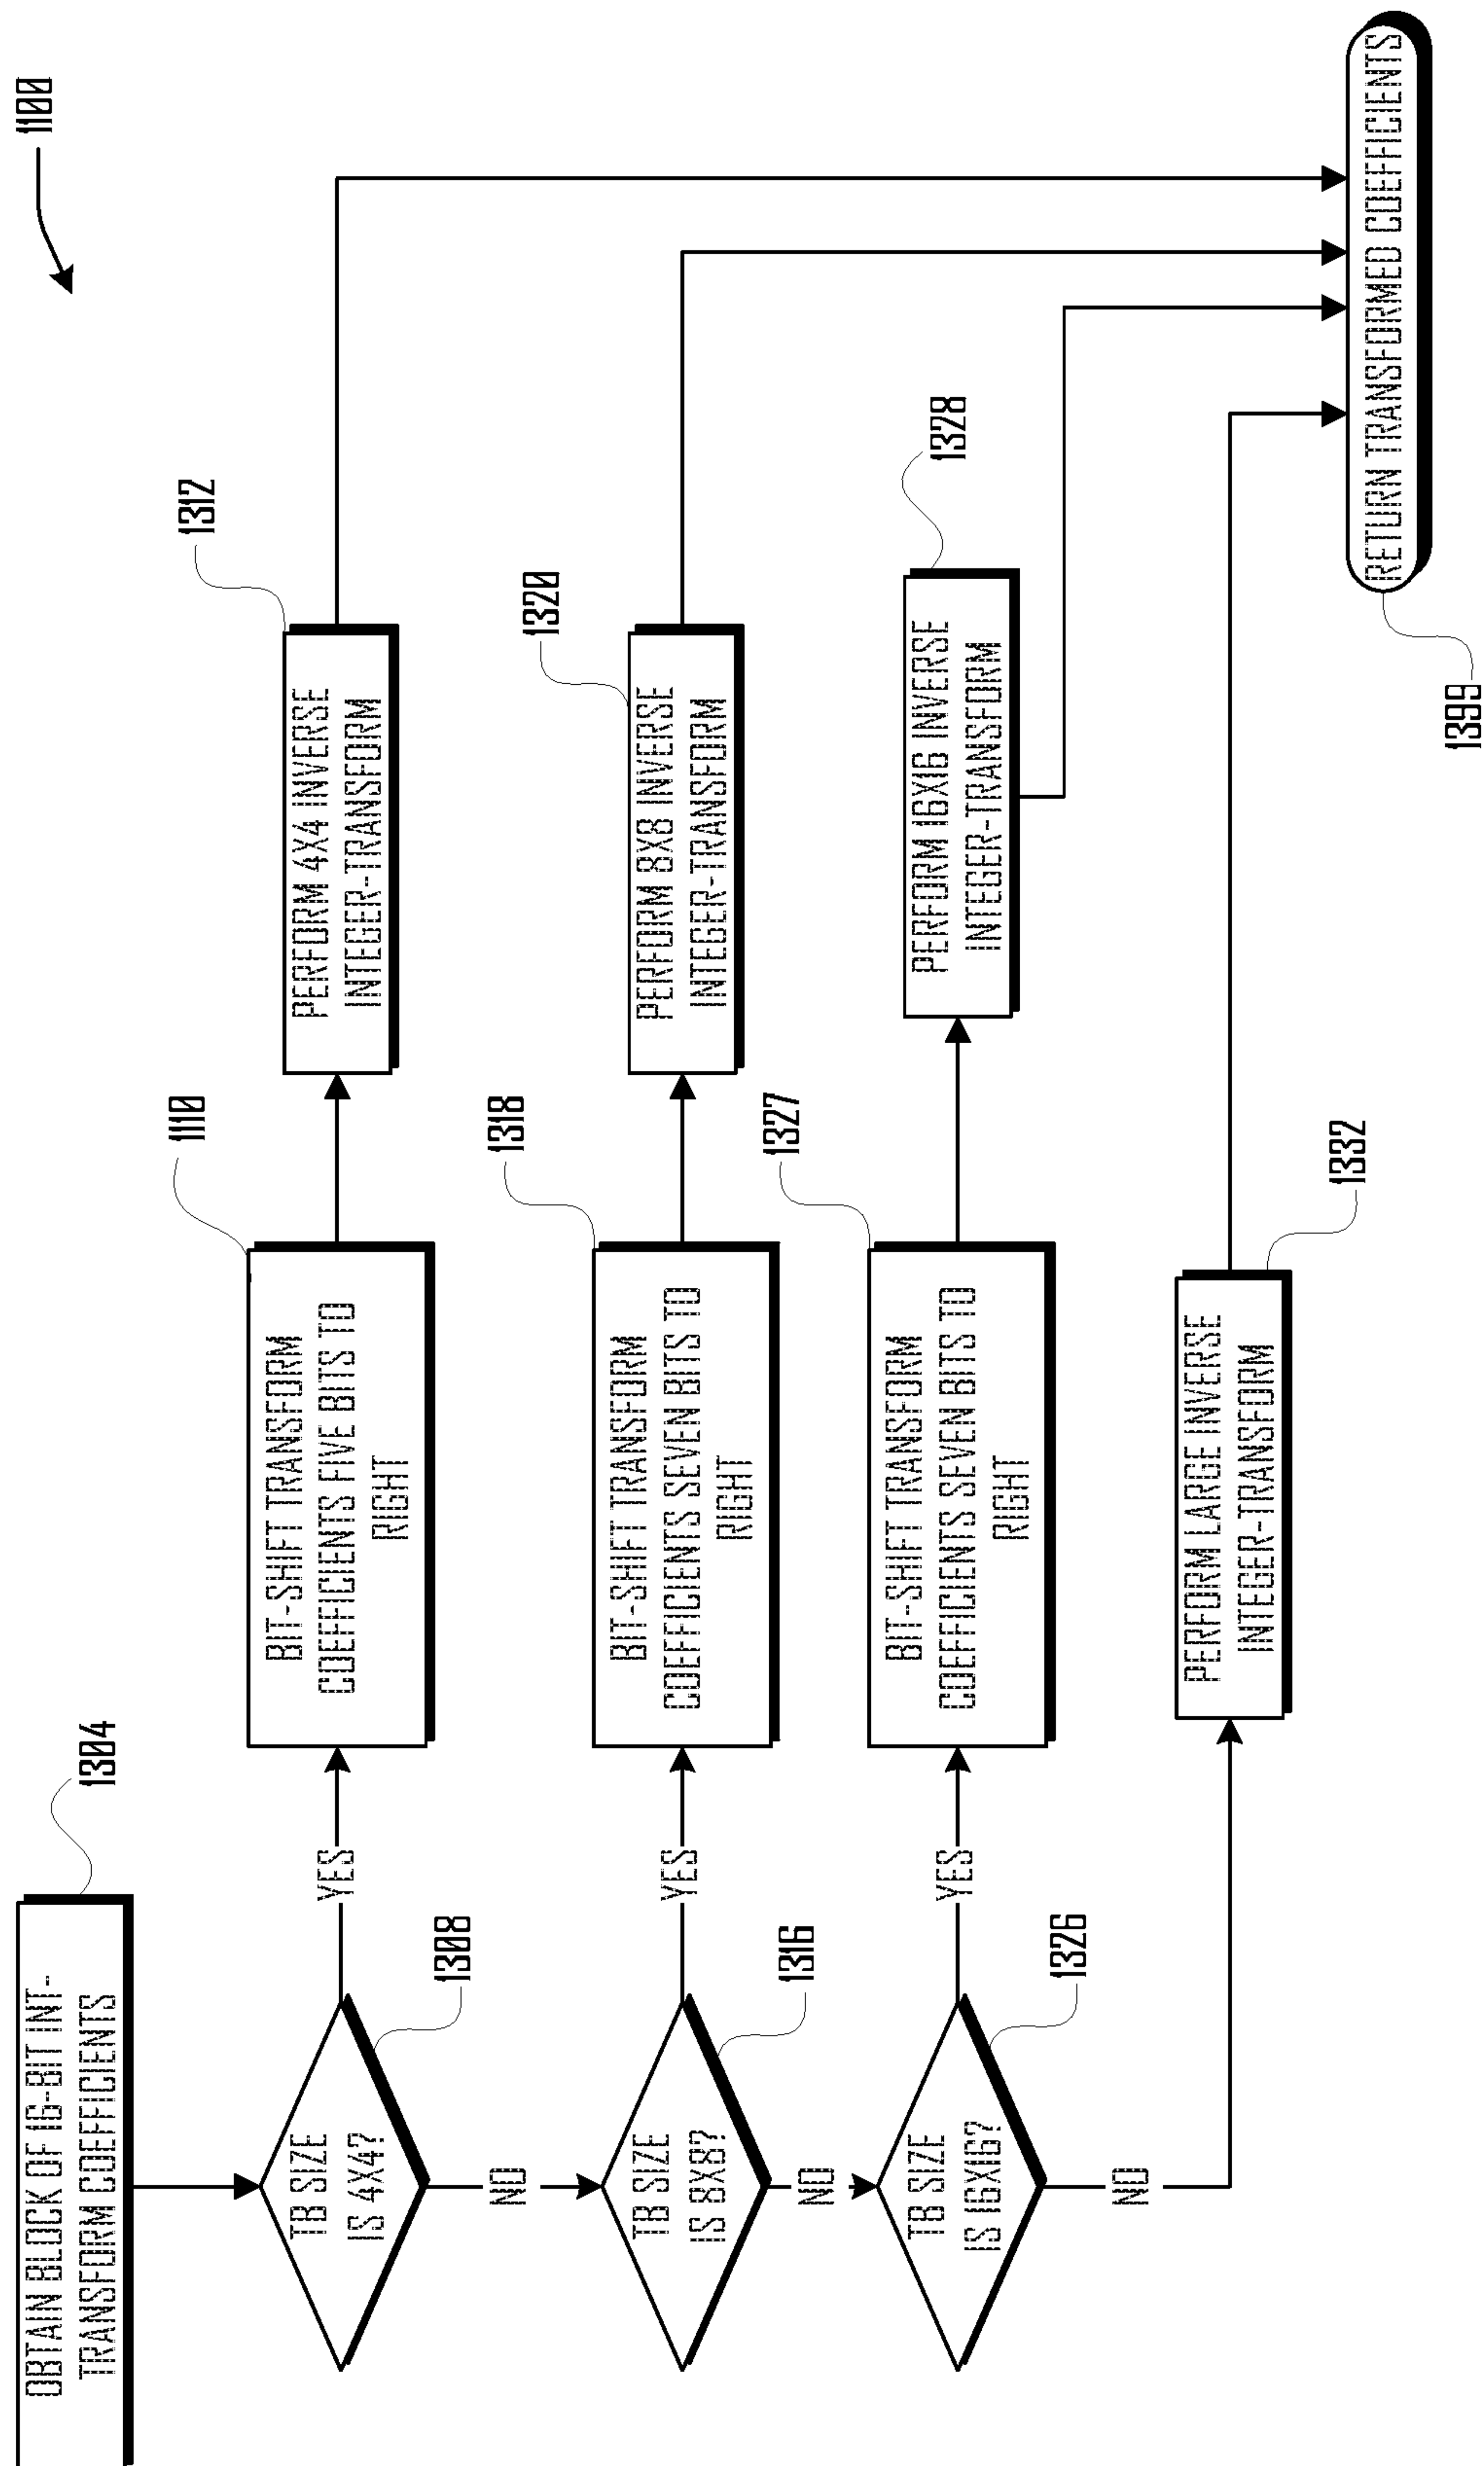 1100
OBTAIN BLOCK OF 16-BIT INT-
TRANSFORM COEFFICIENTS
1304
TB SIZE
IS 4X4?
1308
YES
BIT-SHIFT TRANSFORM
COEFFICIENTS FIVE BITS TO
RIGHT
1110
PERFORM 4X4 INVERSE
INTEGER-TRANSFORM
1312
NO
TB SIZE
IS 8X8?
1316
YES
BIT-SHIFT TRANSFORM
COEFFICIENTS SEVEN BITS TO
RIGHT
1318
PERFORM 8X8 INVERSE
INTEGER-TRANSFORM
1320
NO
TB SIZE
IS 16X16?
1326
YES
BIT-SHIFT TRANSFORM
COEFFICIENTS SEVEN BITS TO
RIGHT
1327
PERFORM 16X16 INVERSE
INTEGER-TRANSFORM
1328
NO
PERFORM LARGE INVERSE
INTEGER-TRANSFORM
1332
RETURN TRANSFORMED COEFFICIENTS
1399